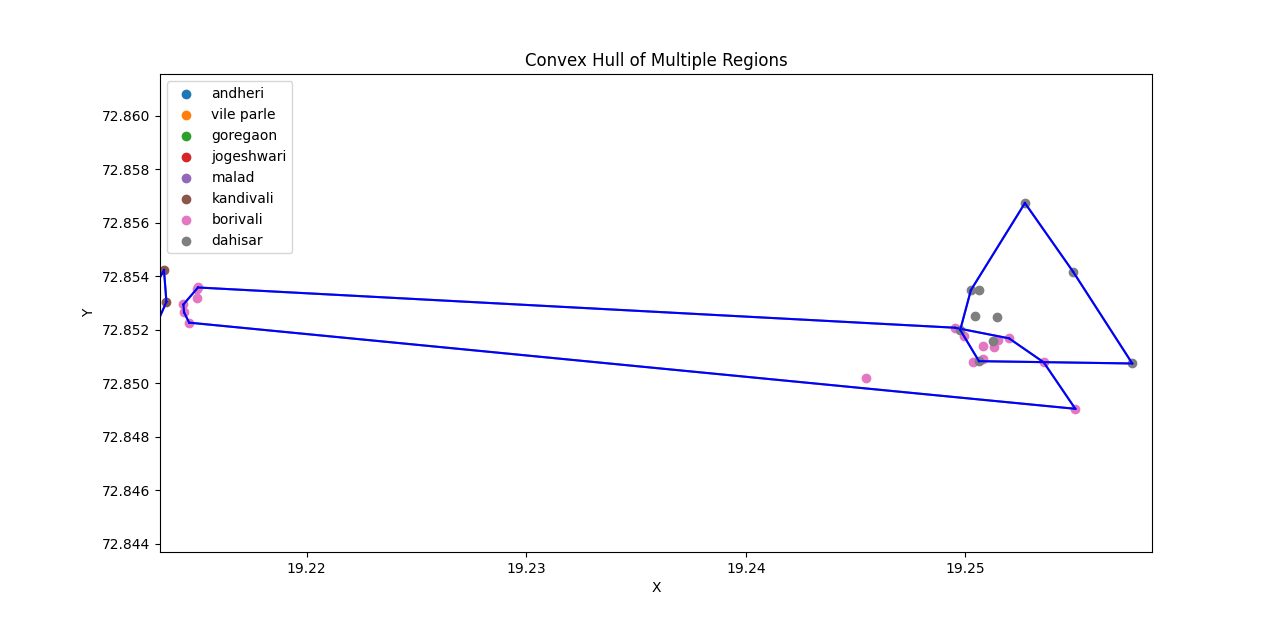 Convex Hull of Multiple Regions
andheri
vile parle
goregaon
jogeshwari
malad
kandivali
borivali
dahisar
72.860
72.858
72.856
72.854
72.852
72.850
72.848
72.846
72.844
Y
19.22 19.23 19.24 19.25
X